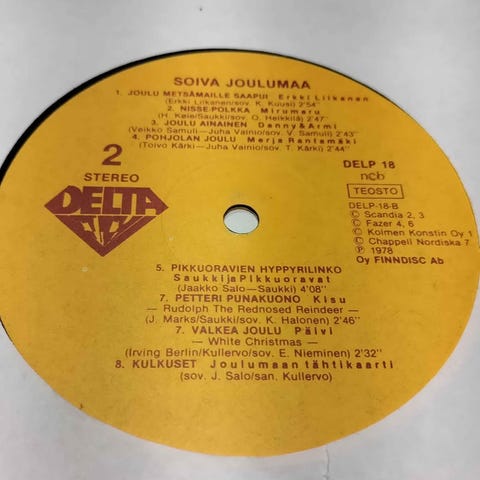 SOIVA JOULUMAA
1. JOULU METSÄMAILLE SAAPUI Erkki Liikanen
(Erkki Liikanen/sov. K. Kuusi) 2'54"
2. NISSE-POLKKA Mirumaru
(H. Keie/Saukki/sov. O. Heikkilä) 2'47"
3. JOULU AINAINEN Danny & Armi
(Veikko Samuli—Juha Vainio/sov. V. Samuli) 2'43"
4. POHJOLAN JOULU Merja Rantamäki
(Toivo Kärki—Juha Vainio/sov. T. Kärki) 2'44"
2
STEREO
DELTA
DELP 18
ncb
TEOSTO
DELP-18-B
© Scandia 2, 3
© Fazer 4, 6
© Kolmen Konstin Oy 1
© Chappell Nordiska 7
℗ 1978
Oy FINNDISC Ab
5. PIKKUORAVIEN HYPPYRILINKO
Saukki ja Pikkuoravat
(Jaakko Salo—Saukki) 4'08"
7. PETTERI PUNAKUONO Kisu
— Rudolph The Rednosed Reindeer —
(J. Marks/Saukki/sov. K. Halonen) 2'46"
7. VALKEA JOULU Päivi
— White Christmas —
(Irving Berlin/Kullervo/sov. E. Nieminen) 2'32"
8. KULKUSET Joulumaan tähtikaarti
(sov. J. Salo/san. Kullervo)